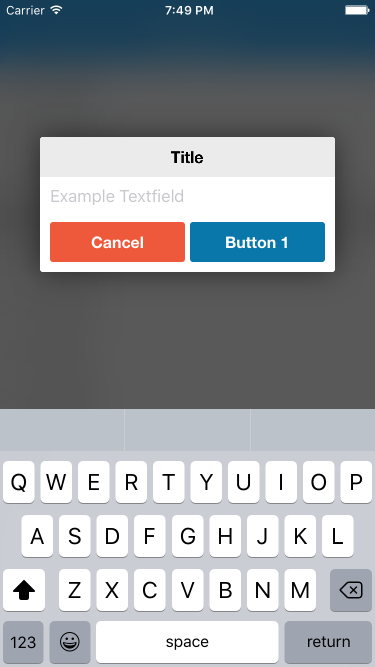 Carrier 7:49 PM
Title
Example Textfield
Cancel Button 1
Q W E R T Y U I O P
A S D F G H J K L
Z X C V B N M
123 space return